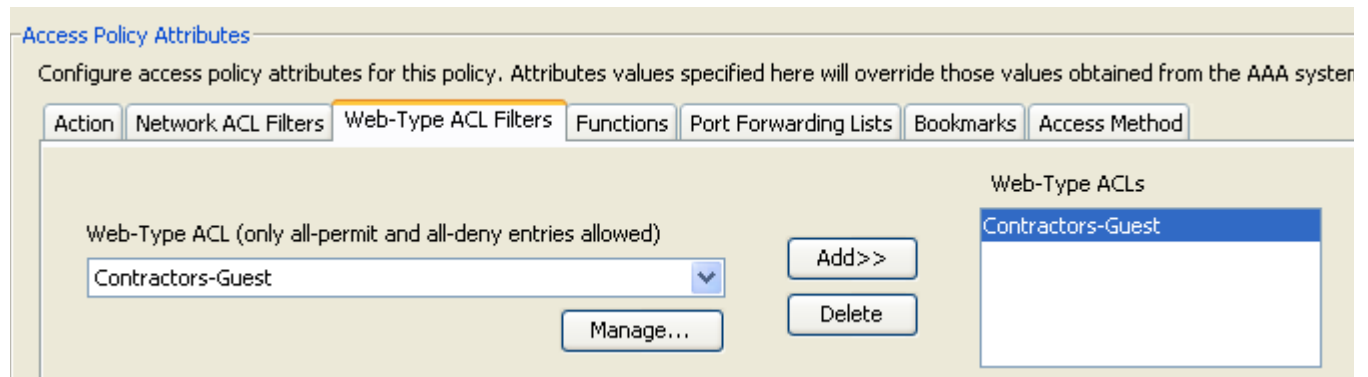 Access Policy Attributes
Configure access policy attributes for this policy. Attributes values specified here will override those values obtained from the AAA system
Action Network ACL Filters Web-Type ACL Filters Functions Port Forwarding Lists Bookmarks Access Method
Web-Type ACLs
Web-Type ACL (only all-permit and all-deny entries allowed)
Contractors-Guest
Add>>
Contractors-Guest
Manage...
Delete